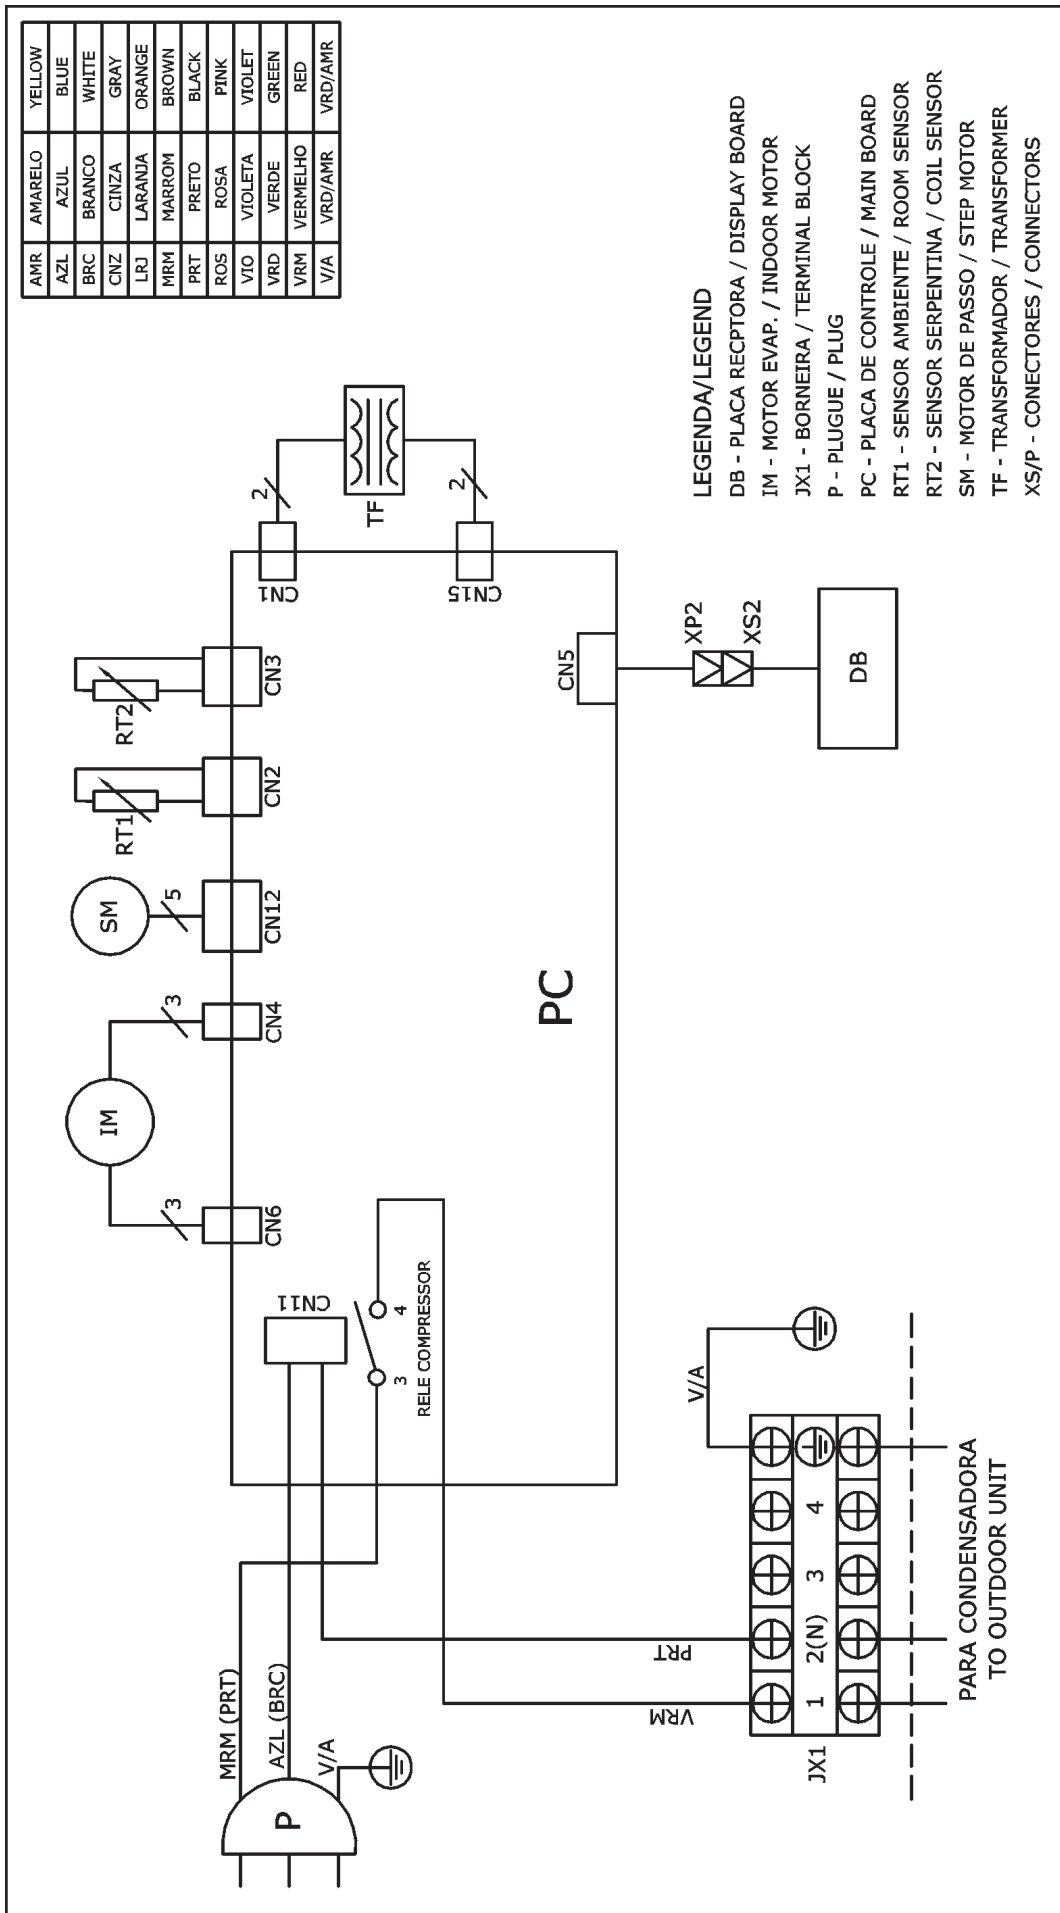 AMR AMARELO YELLOW
AZL AZUL BLUE
BRC BRANCO WHITE
CNZ CINZA GRAY
LRJ LARANJA ORANGE
MRM MARROM BROWN
PRT PRETO BLACK
ROS ROSA PINK
VIO VIOLETA VIOLET
VRD VERDE GREEN
VRM VERMELHO RED
V/A VRD/AMR VRD/AMR
IM
3
3
CN6
CN4
SM
5
CN12
RT1
CN2
RT2
CN3
CN1
2
TF
CN15
2
CN11
3
4
RELE COMPRESSOR
PC
CN5
XP2
XS2
DB
P
MRM (PRT)
AZL (BRC)
V/A
VRM
PRT
V/A
JX1
1
2(N)
3
4
PARA CONDENSADORA
TO OUTDOOR UNIT
LEGENDA/LEGEND
DB - PLACA RECPTORA / DISPLAY BOARD
IM - MOTOR EVAP. / INDOOR MOTOR
JX1 - BORNEIRA / TERMINAL BLOCK
P - PLUGUE / PLUG
PC - PLACA DE CONTROLE / MAIN BOARD
RT1 - SENSOR AMBIENTE / ROOM SENSOR
RT2 - SENSOR SERPENTINA / COIL SENSOR
SM - MOTOR DE PASSO / STEP MOTOR
TF - TRANSFORMADOR / TRANSFORMER
XS/P - CONECTORES / CONNECTORS